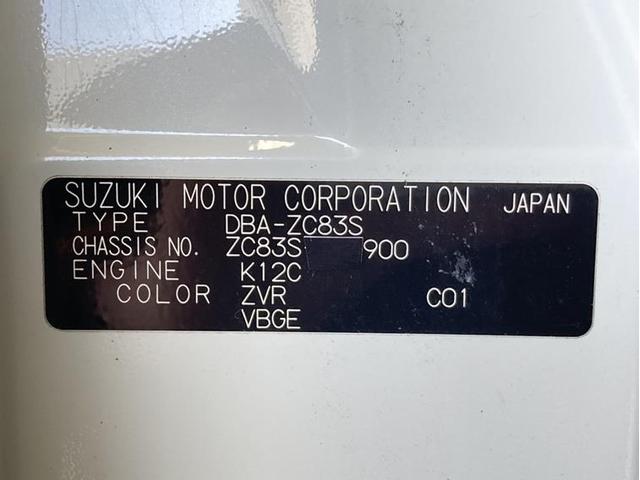 SUZUKI MOTOR CORPORATION JAPAN
TYPE DBA-ZC83S
CHASSIS NO. ZC83S 900
ENGINE K12C
COLOR ZVR C01
VBGE